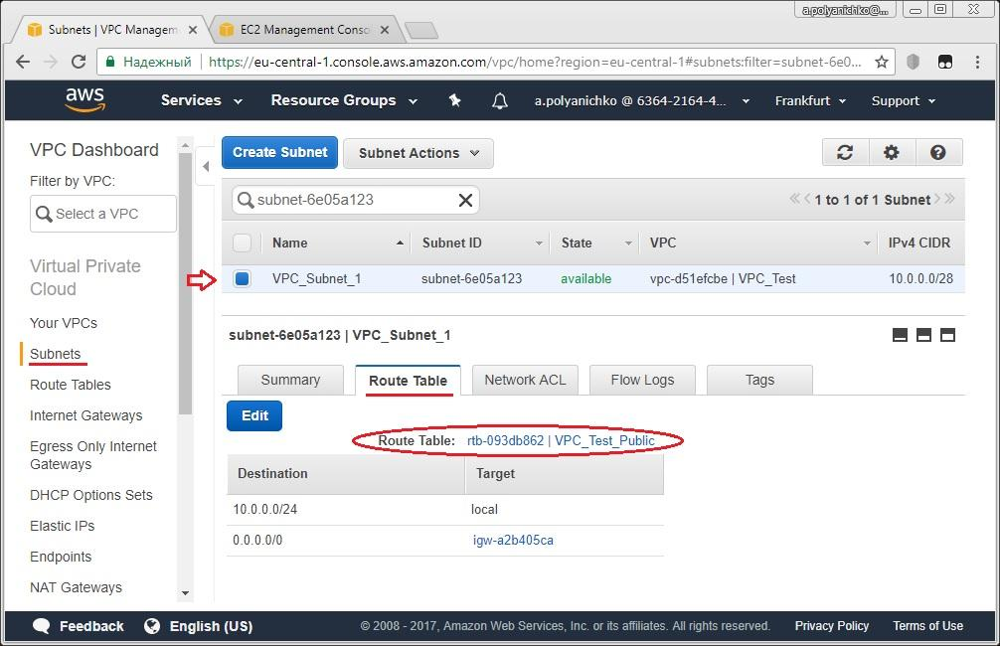 a.polyanichko@...
Subnets | VPC Managem
EC2 Management Conso
Надежный
https://eu-central-1.console.aws.amazon.com/vpc/home?region=eu-central-1#subnets:filter=subnet-6e0...
aws
Services
Resource Groups
a.polyanichko @ 6364-2164-4...
Frankfurt
Support
VPC Dashboard
Filter by VPC:
Select a VPC
Virtual Private
Cloud
Your VPCs
Subnets
Route Tables
Internet Gateways
Egress Only Internet
Gateways
DHCP Options Sets
Elastic IPs
Endpoints
NAT Gateways
Create Subnet
Subnet Actions
subnet-6e05a123
1 to 1 of 1 Subnet
Name Subnet ID State VPC IPv4 CIDR
VPC_Subnet_1 subnet-6e05a123 available vpc-d51efcbe | VPC_Test 10.0.0.0/28
subnet-6e05a123 | VPC_Subnet_1
Summary Route Table Network ACL Flow Logs Tags
Edit
Route Table: rtb-093db862 | VPC_Test_Public
Destination Target
10.0.0.0/24 local
0.0.0.0/0 igw-a2b405ca
Feedback
English (US)
© 2008 - 2017, Amazon Web Services, Inc. or its affiliates. All rights reserved.
Privacy Policy
Terms of Use